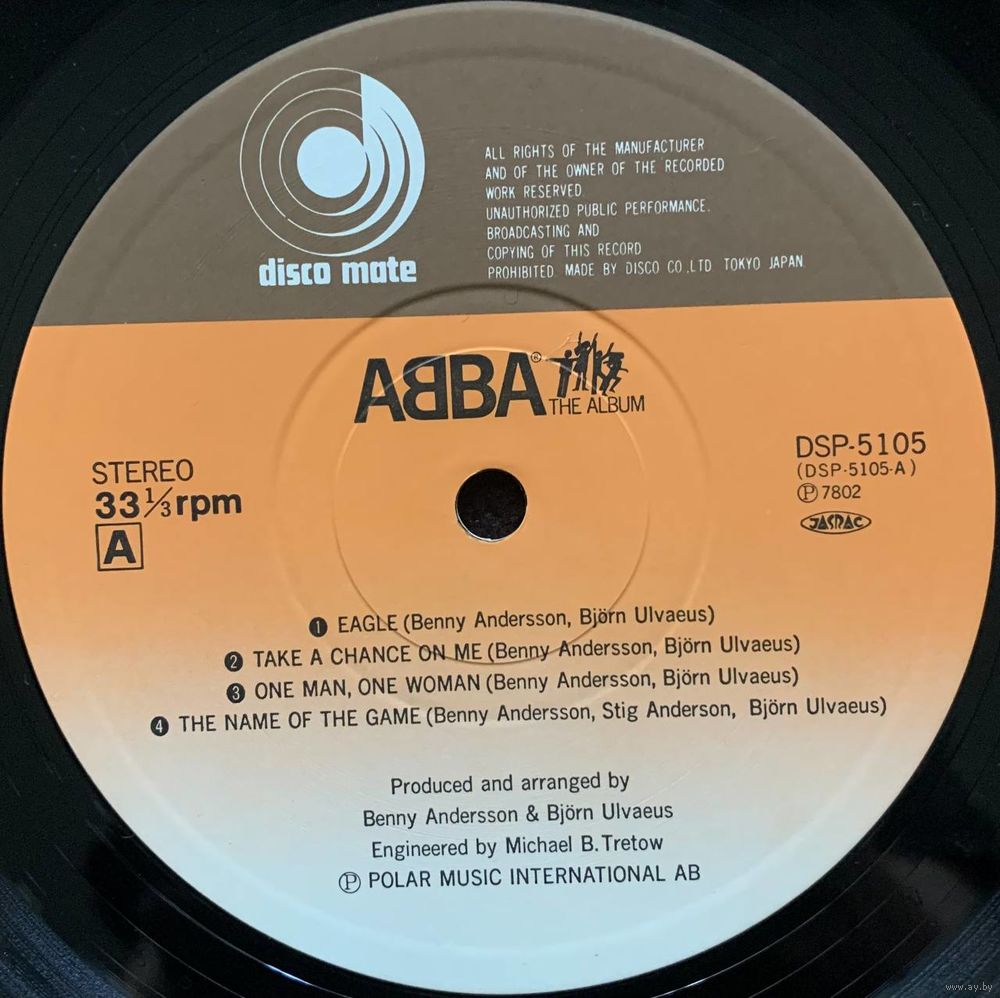 disco mate
ALL RIGHTS OF THE MANUFACTURER
AND OF THE OWNER OF THE RECORDED
WORK RESERVED
UNAUTHORIZED PUBLIC PERFORMANCE.
BROADCASTING AND
COPYING OF THIS RECORD
PROHIBITED. MADE BY DISCO CO.,LTD. TOKYO JAPAN.
ABBA®
THE ALBUM
STEREO
33⅓rpm
A
DSP-5105
(DSP-5105-A)
Ⓟ7802
JASRAC
❶ EAGLE (Benny Andersson, Björn Ulvaeus)
❷ TAKE A CHANCE ON ME (Benny Andersson, Björn Ulvaeus)
❸ ONE MAN, ONE WOMAN (Benny Andersson, Björn Ulvaeus)
❹ THE NAME OF THE GAME (Benny Andersson, Stig Anderson, Björn Ulvaeus)
Produced and arranged by
Benny Andersson & Björn Ulvaeus
Engineered by Michael B. Tretow
Ⓟ POLAR MUSIC INTERNATIONAL AB
www.ay.by